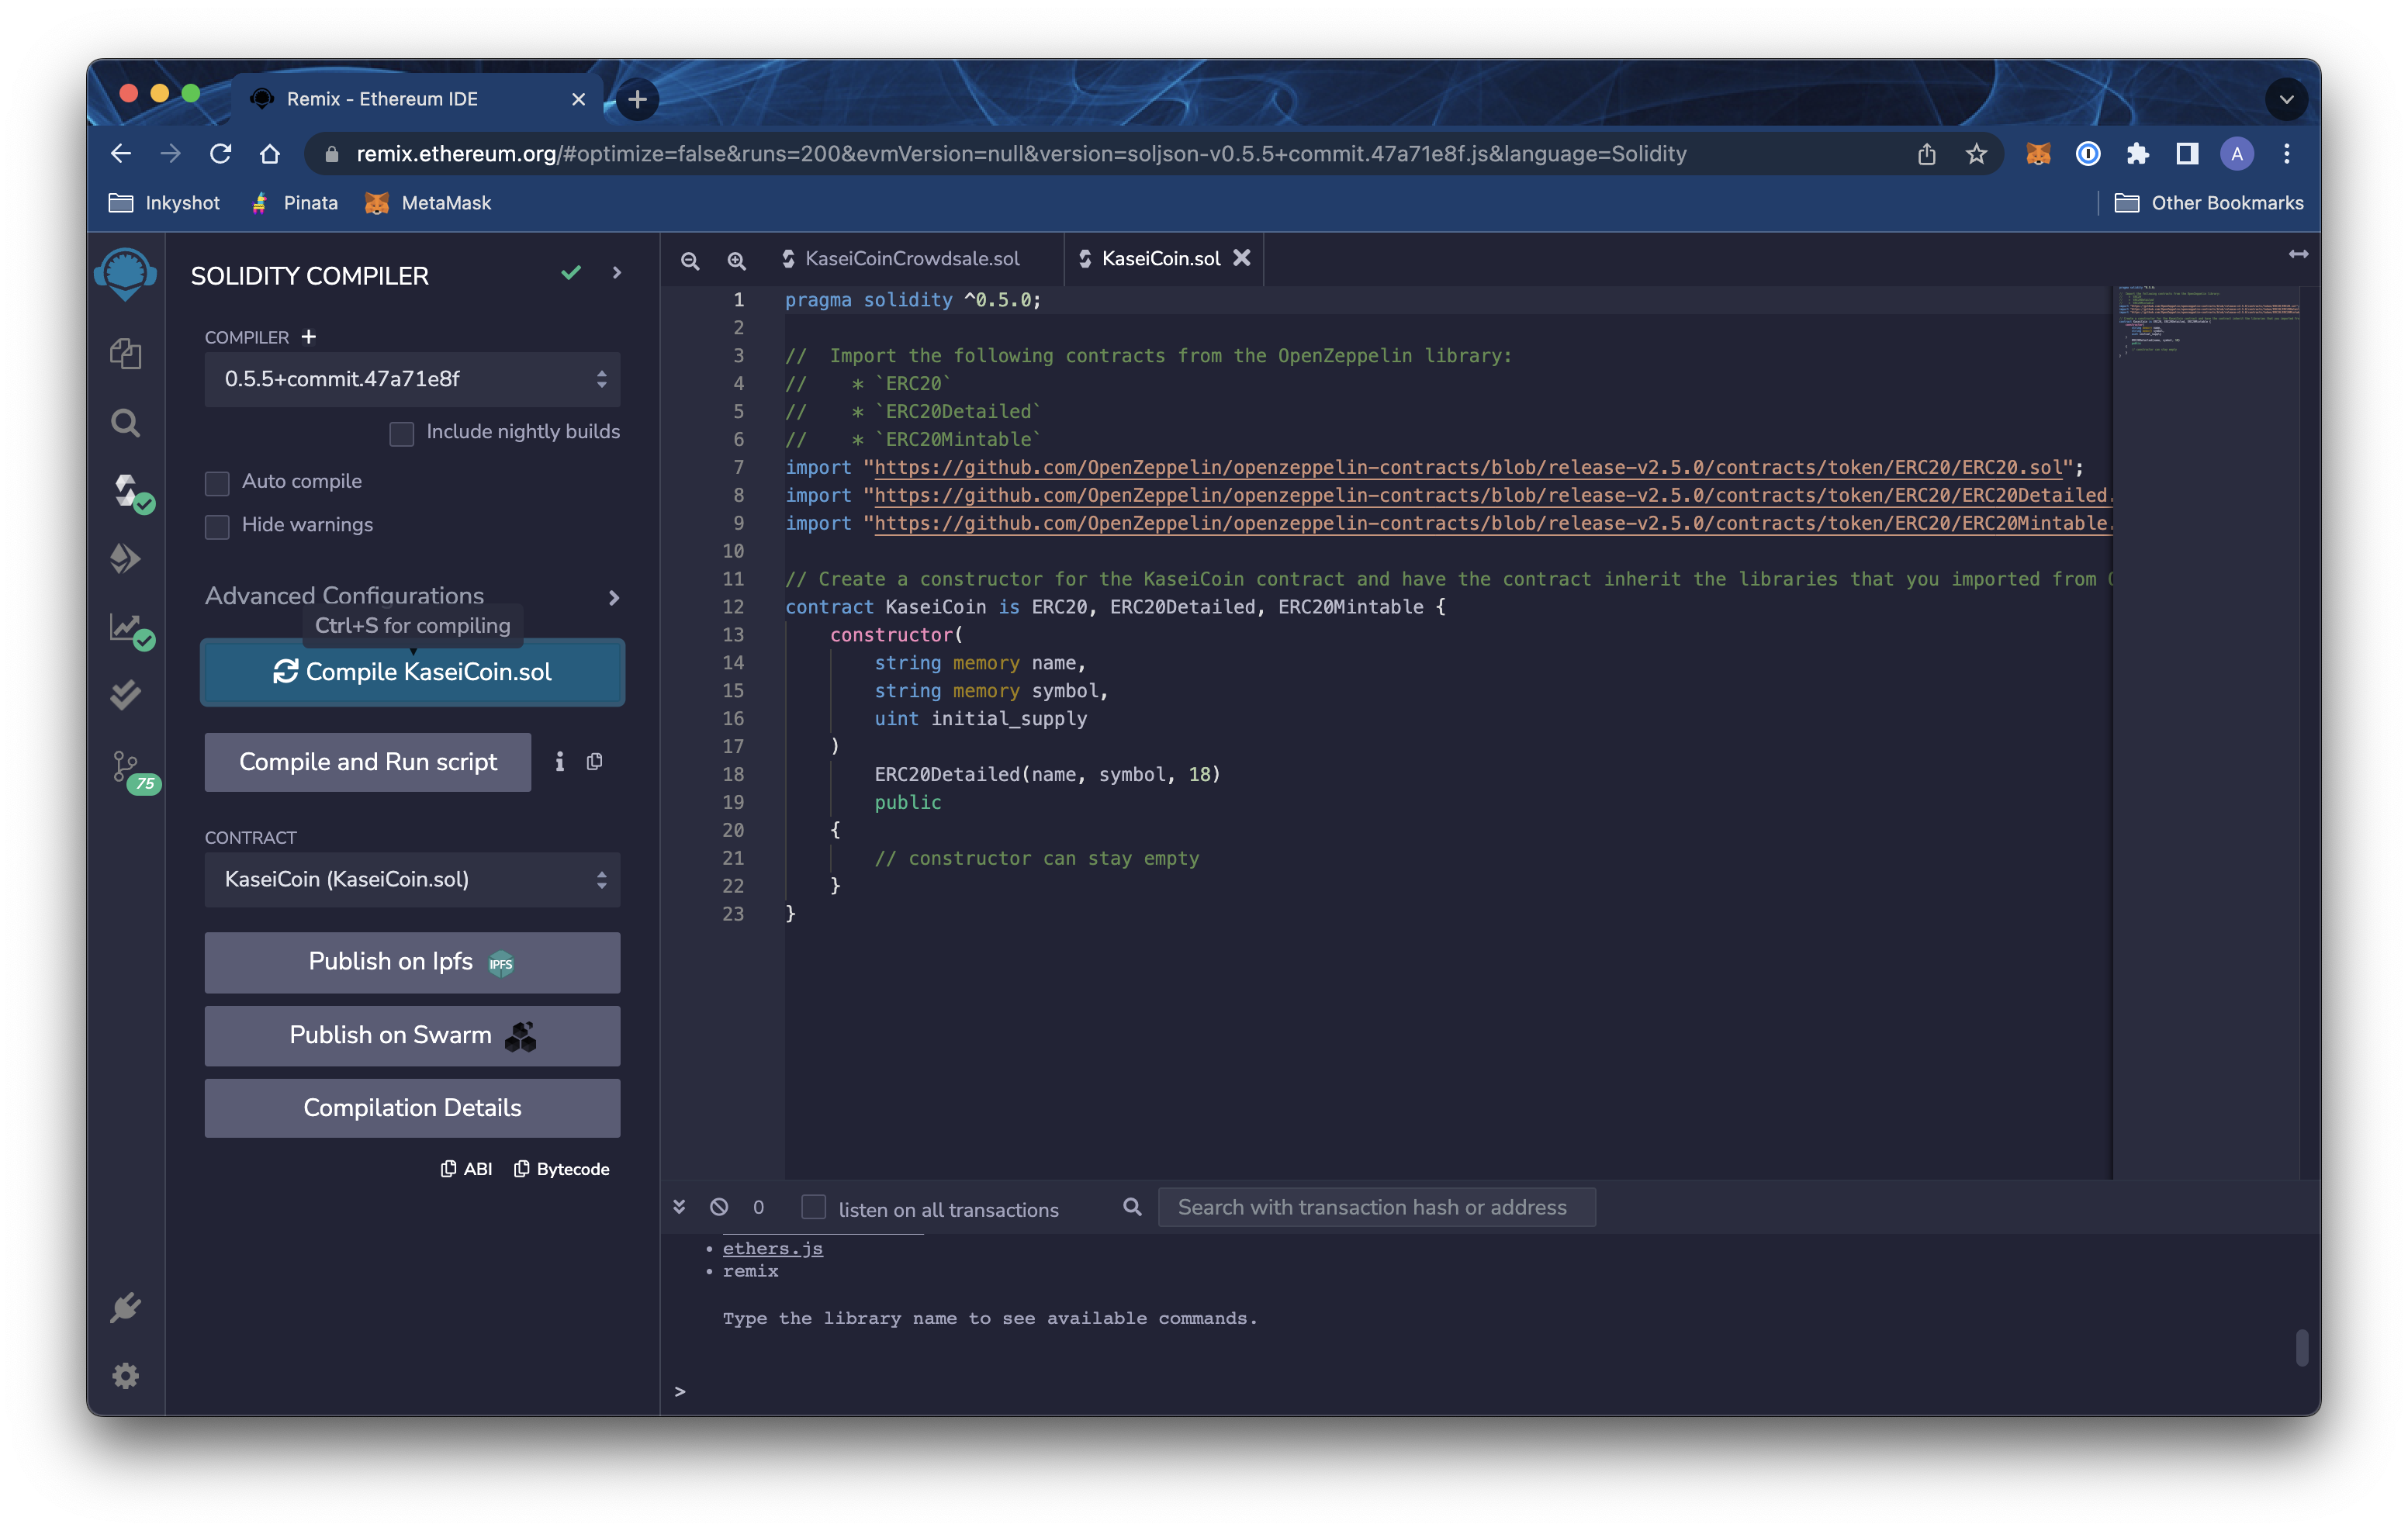 Remix - Ethereum IDE
remix.ethereum.org/#optimize=false&runs=200&evmVersion=null&version=soljson-v0.5.5+commit.47a71e8f.js&language=Solidity
A
Inkyshot
Pinata
MetaMask
Other Bookmarks
SOLIDITY COMPILER
COMPILER
0.5.5+commit.47a71e8f
Include nightly builds
Auto compile
Hide warnings
Advanced Configurations
Ctrl+S for compiling
Compile KaseiCoin.sol
Compile and Run script
75
CONTRACT
KaseiCoin (KaseiCoin.sol)
Publish on Ipfs IPFS
Publish on Swarm
Compilation Details
ABI Bytecode
KaseiCoinCrowdsale.sol
KaseiCoin.sol
1 pragma solidity ^0.5.0;
2
3 //  Import the following contracts from the OpenZeppelin library:
4 //    * `ERC20`
5 //    * `ERC20Detailed`
6 //    * `ERC20Mintable`
7 import "https://github.com/OpenZeppelin/openzeppelin-contracts/blob/release-v2.5.0/contracts/token/ERC20/ERC20.sol";
8 import "https://github.com/OpenZeppelin/openzeppelin-contracts/blob/release-v2.5.0/contracts/token/ERC20/ERC20Detailed.
9 import "https://github.com/OpenZeppelin/openzeppelin-contracts/blob/release-v2.5.0/contracts/token/ERC20/ERC20Mintable.
10
11 // Create a constructor for the KaseiCoin contract and have the contract inherit the libraries that you imported from
12 contract KaseiCoin is ERC20, ERC20Detailed, ERC20Mintable {
13     constructor(
14         string memory name,
15         string memory symbol,
16         uint initial_supply
17     )
18         ERC20Detailed(name, symbol, 18)
19         public
20     {
21         // constructor can stay empty
22     }
23 }
0
listen on all transactions
Search with transaction hash or address
• ethers.js
• remix
Type the library name to see available commands.
>